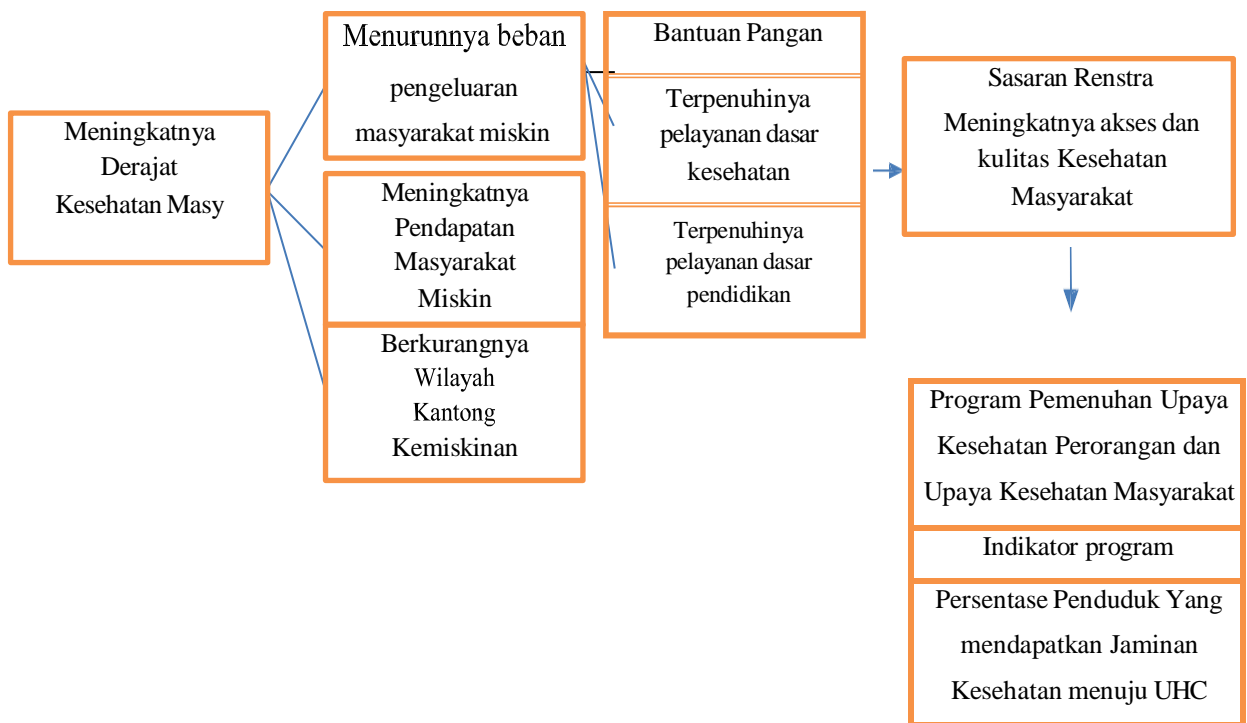 Meningkatnya
Derajat
Kesehatan Masy
Menurunnya beban
pengeluaran
masyarakat miskin
Meningkatnya
Pendapatan
Masyarakat
Miskin
Berkurangnya
Wilayah
Kantong
Kemiskinan
Bantuan Pangan
Terpenuhinya
pelayanan dasar
kesehatan
Terpenuhinya
pelayanan dasar
pendidikan
Sasaran Renstra
Meningkatnya akses dan
kulitas Kesehatan
Masyarakat
Program Pemenuhan Upaya
Kesehatan Perorangan dan
Upaya Kesehatan Masyarakat
Indikator program
Persentase Penduduk Yang
mendapatkan Jaminan
Kesehatan menuju UHC